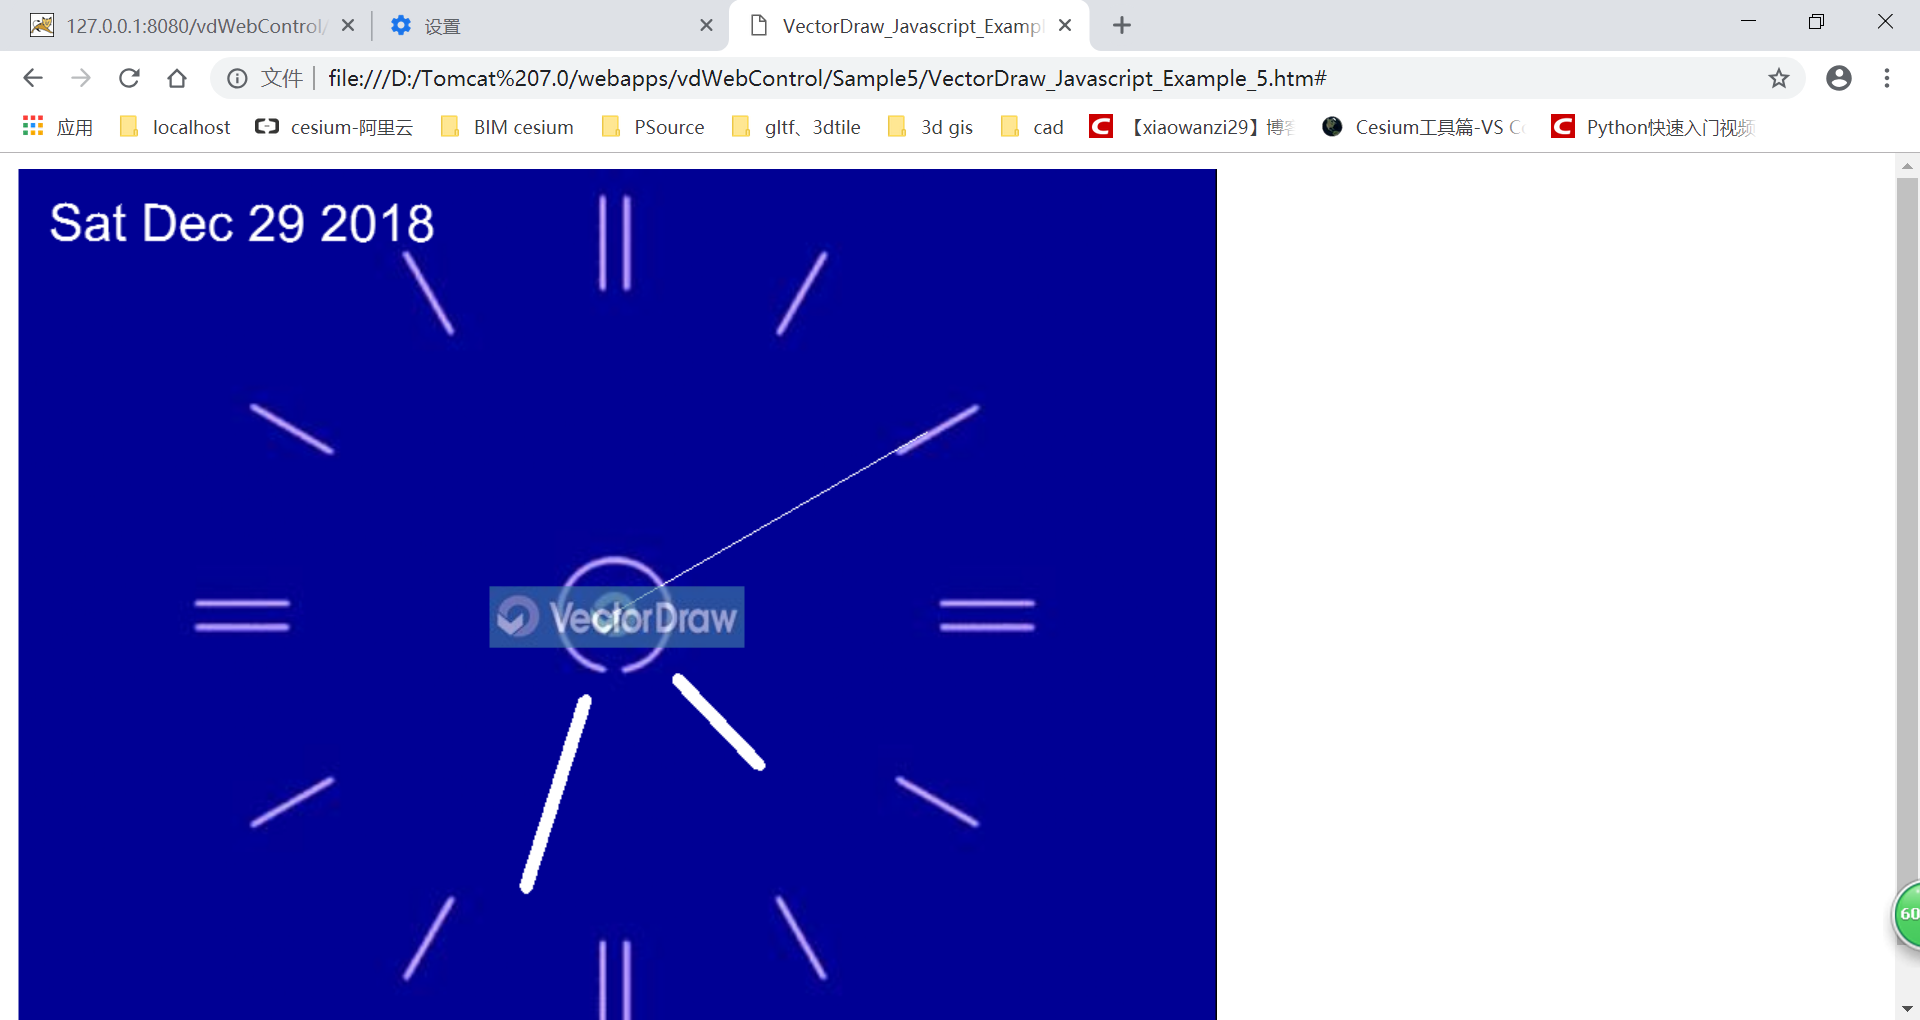 127.0.0.1:8080/vdWebControl/
设置
VectorDraw_Javascript_Exampl
文件
file:///D:/Tomcat%207.0/webapps/vdWebControl/Sample5/VectorDraw_Javascript_Example_5.htm#
应用
localhost
cesium-阿里云
BIM cesium
PSource
gltf、3dtile
3d gis
cad
【xiaowanzi29】博客
Cesium工具篇-VS Co
Python快速入门视频
Sat Dec 29 2018
VectorDraw
60